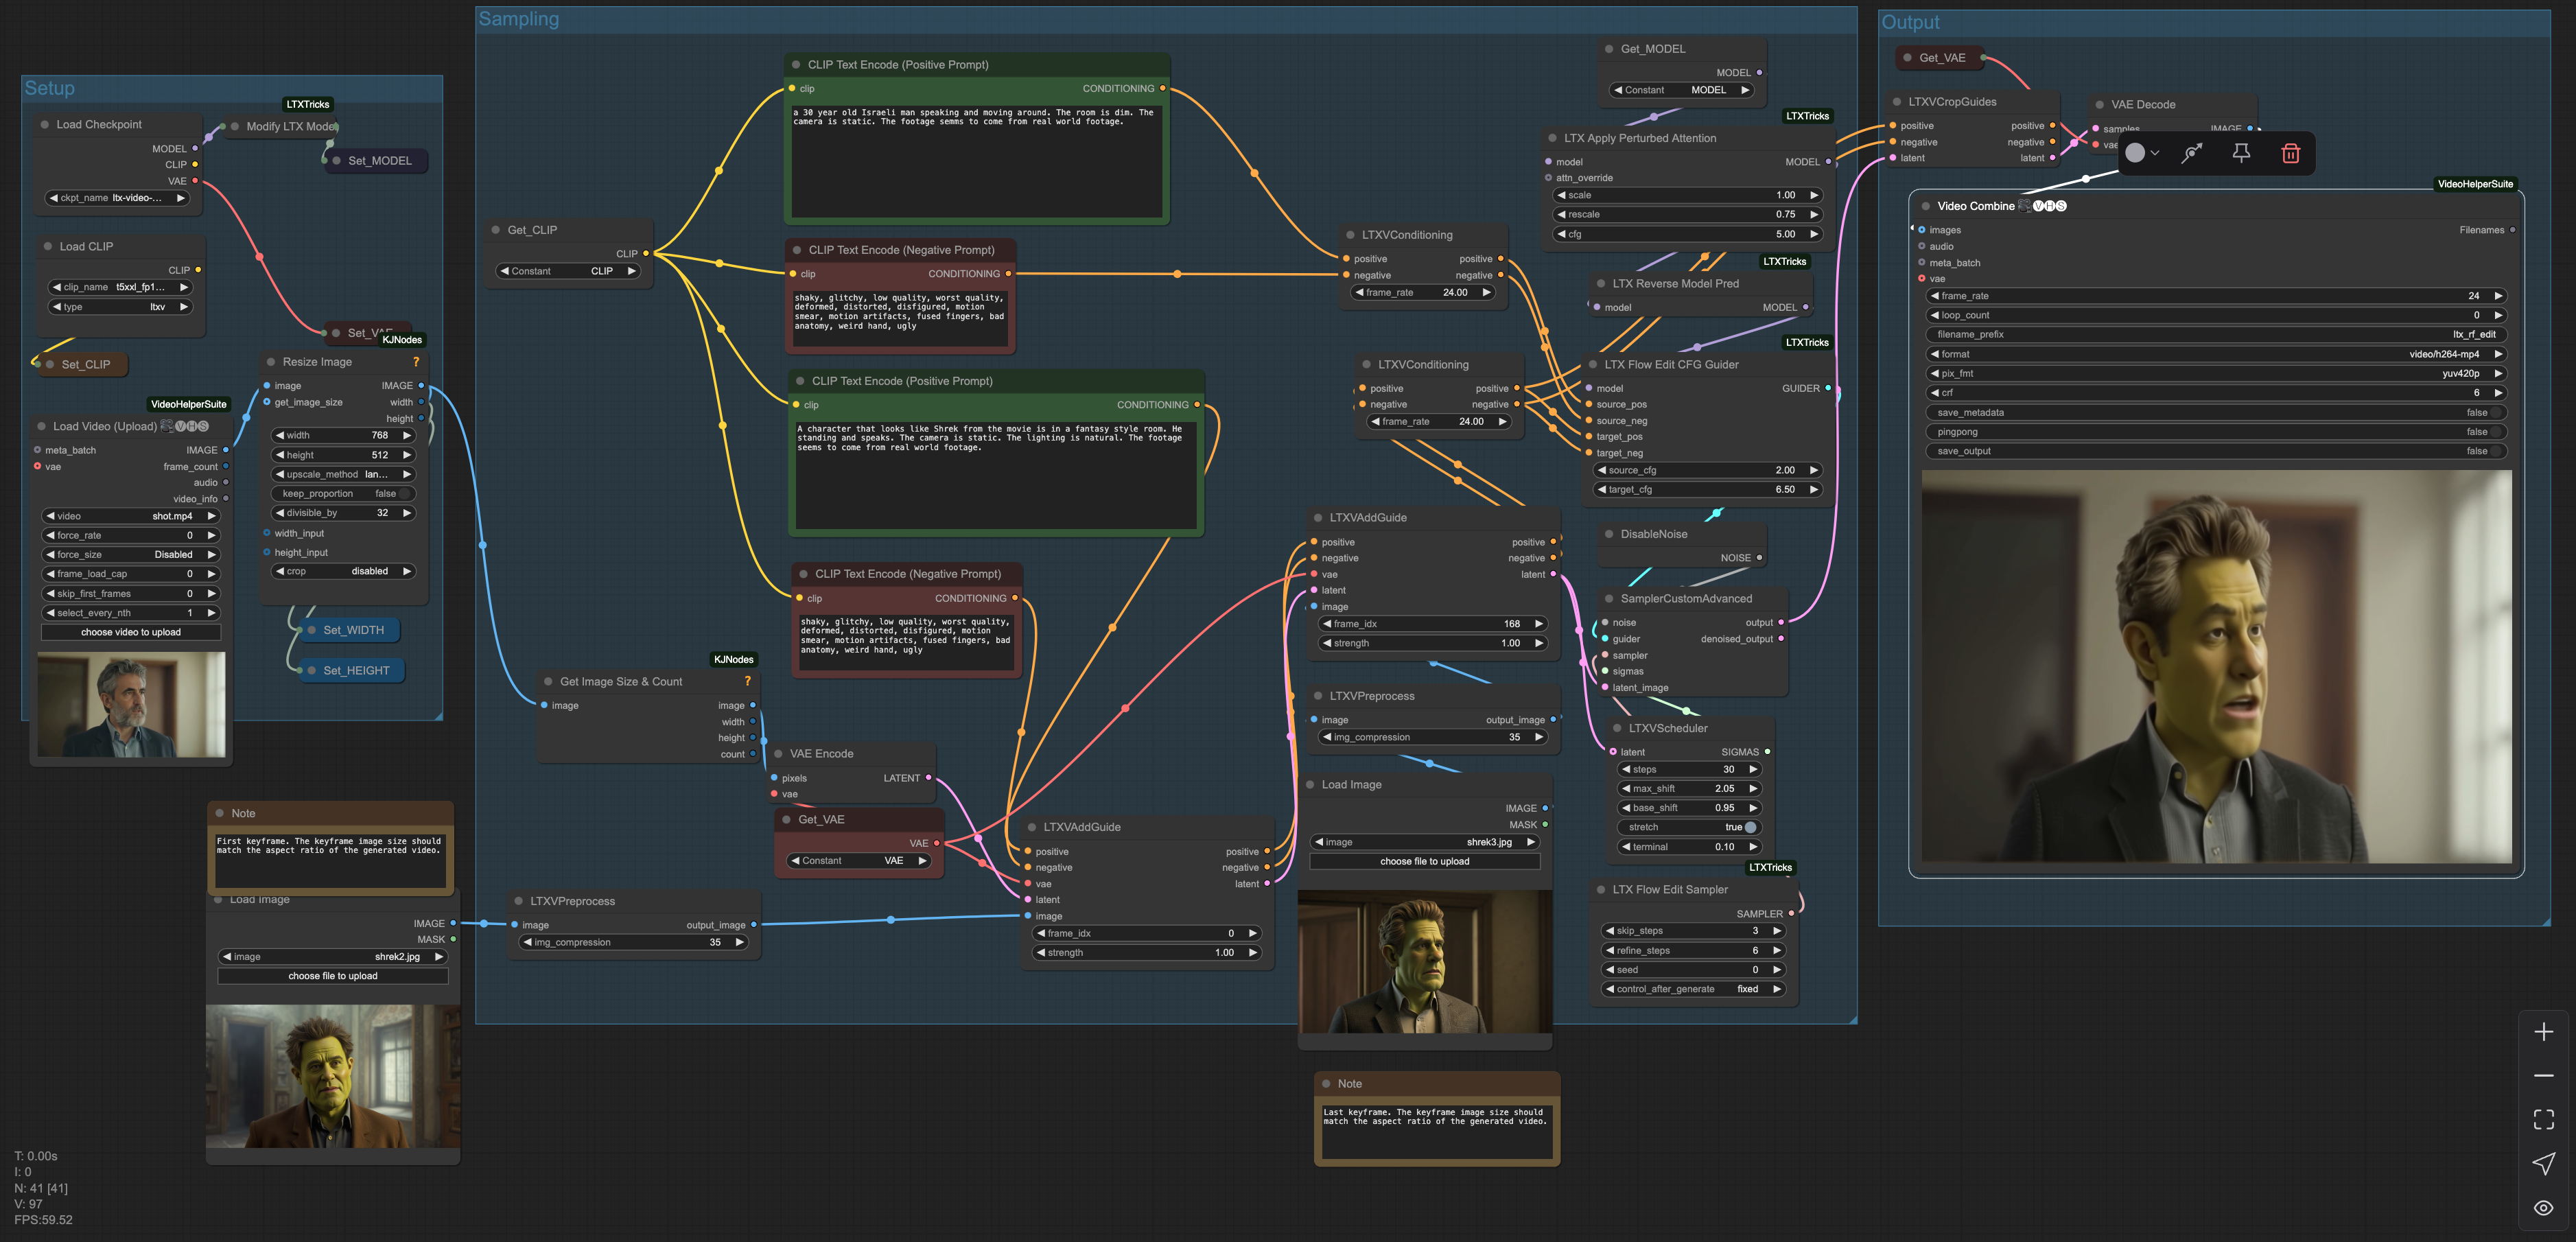 Setup
LTXTricks
Load Checkpoint
MODEL
CLIP
VAE
ckpt_name ltx-video-...
Modify LTX Model
Set_MODEL
Load CLIP
CLIP
clip_name t5xxl_fp1...
type ltxv
Set_VAE
Set_CLIP
KJNodes
Resize Image ?
image IMAGE
get_image_size width
height
width 768
height 512
upscale_method lan...
keep_proportion false
divisible_by 32
width_input
height_input
crop disabled
VideoHelperSuite
Load Video (Upload) VHS
meta_batch IMAGE
vae frame_count
audio
video_info
video shot.mp4
force_rate 0
force_size Disabled
frame_load_cap 0
skip_first_frames 0
select_every_nth 1
choose video to upload
Set_WIDTH
Set_HEIGHT
Note
First keyframe. The keyframe image size should
match the aspect ratio of the generated video.
Load Image
IMAGE
MASK
image shrek2.jpg
choose file to upload
T: 0.00s
I: 0
N: 41 [41]
V: 97
FPS:59.52
Sampling
Get_CLIP
CLIP
Constant CLIP
CLIP Text Encode (Positive Prompt)
clip CONDITIONING
a 30 year old Israeli man speaking and moving around. The room is dim. The
camera is static. The footage semms to come from real world footage.
CLIP Text Encode (Negative Prompt)
clip CONDITIONING
shaky, glitchy, low quality, worst quality,
deformed, distorted, disfigured, motion
smear, motion artifacts, fused fingers, bad
anatomy, weird hand, ugly
CLIP Text Encode (Positive Prompt)
clip CONDITIONING
A character that looks like Shrek from the movie is in a fantasy style room. He
standing and speaks. The camera is static. The lighting is natural. The footage
seems to come from real world footage.
CLIP Text Encode (Negative Prompt)
clip CONDITIONING
shaky, glitchy, low quality, worst quality,
deformed, distorted, disfigured, motion
smear, motion artifacts, fused fingers, bad
anatomy, weird hand, ugly
KJNodes
Get Image Size & Count ?
image image
width
height
count
VAE Encode
pixels LATENT
vae
Get_VAE
VAE
Constant VAE
LTXVPreprocess
image output_image
img_compression 35
LTXVAddGuide
positive positive
negative negative
vae latent
latent
image
frame_idx 0
strength 1.00
LTXVConditioning
positive positive
negative negative
frame_rate 24.00
LTXVConditioning
positive positive
negative negative
frame_rate 24.00
LTXVAddGuide
positive positive
negative negative
vae latent
latent
image
frame_idx 168
strength 1.00
LTXVPreprocess
image output_image
img_compression 35
Load Image
IMAGE
MASK
image shrek3.jpg
choose file to upload
Note
Last keyframe. The keyframe image size should
match the aspect ratio of the generated video.
Get_MODEL
MODEL
Constant MODEL
LTXTricks
LTX Apply Perturbed Attention
model MODEL
attn_override
scale 1.00
rescale 0.75
cfg 5.00
LTXTricks
LTX Reverse Model Pred
model MODEL
LTXTricks
LTX Flow Edit CFG Guider
model GUIDER
source_pos
source_neg
target_pos
target_neg
source_cfg 2.00
target_cfg 6.50
DisableNoise
NOISE
SamplerCustomAdvanced
noise output
guider denoised_output
sampler
sigmas
latent_image
LTXVScheduler
latent SIGMAS
steps 30
max_shift 2.05
base_shift 0.95
stretch true
terminal 0.10
LTXTricks
LTX Flow Edit Sampler
SAMPLER
skip_steps 3
refine_steps 6
seed 0
control_after_generate fixed
Output
Get_VAE
LTXVCropGuides
positive positive
negative negative
latent latent
VAE Decode
samples IMAGE
vae
VideoHelperSuite
Video Combine VHS
images Filenames
audio
meta_batch
vae
frame_rate 24
loop_count 0
filename_prefix ltx_rf_edit
format video/h264-mp4
pix_fmt yuv420p
crf 6
save_metadata false
pingpong false
save_output false